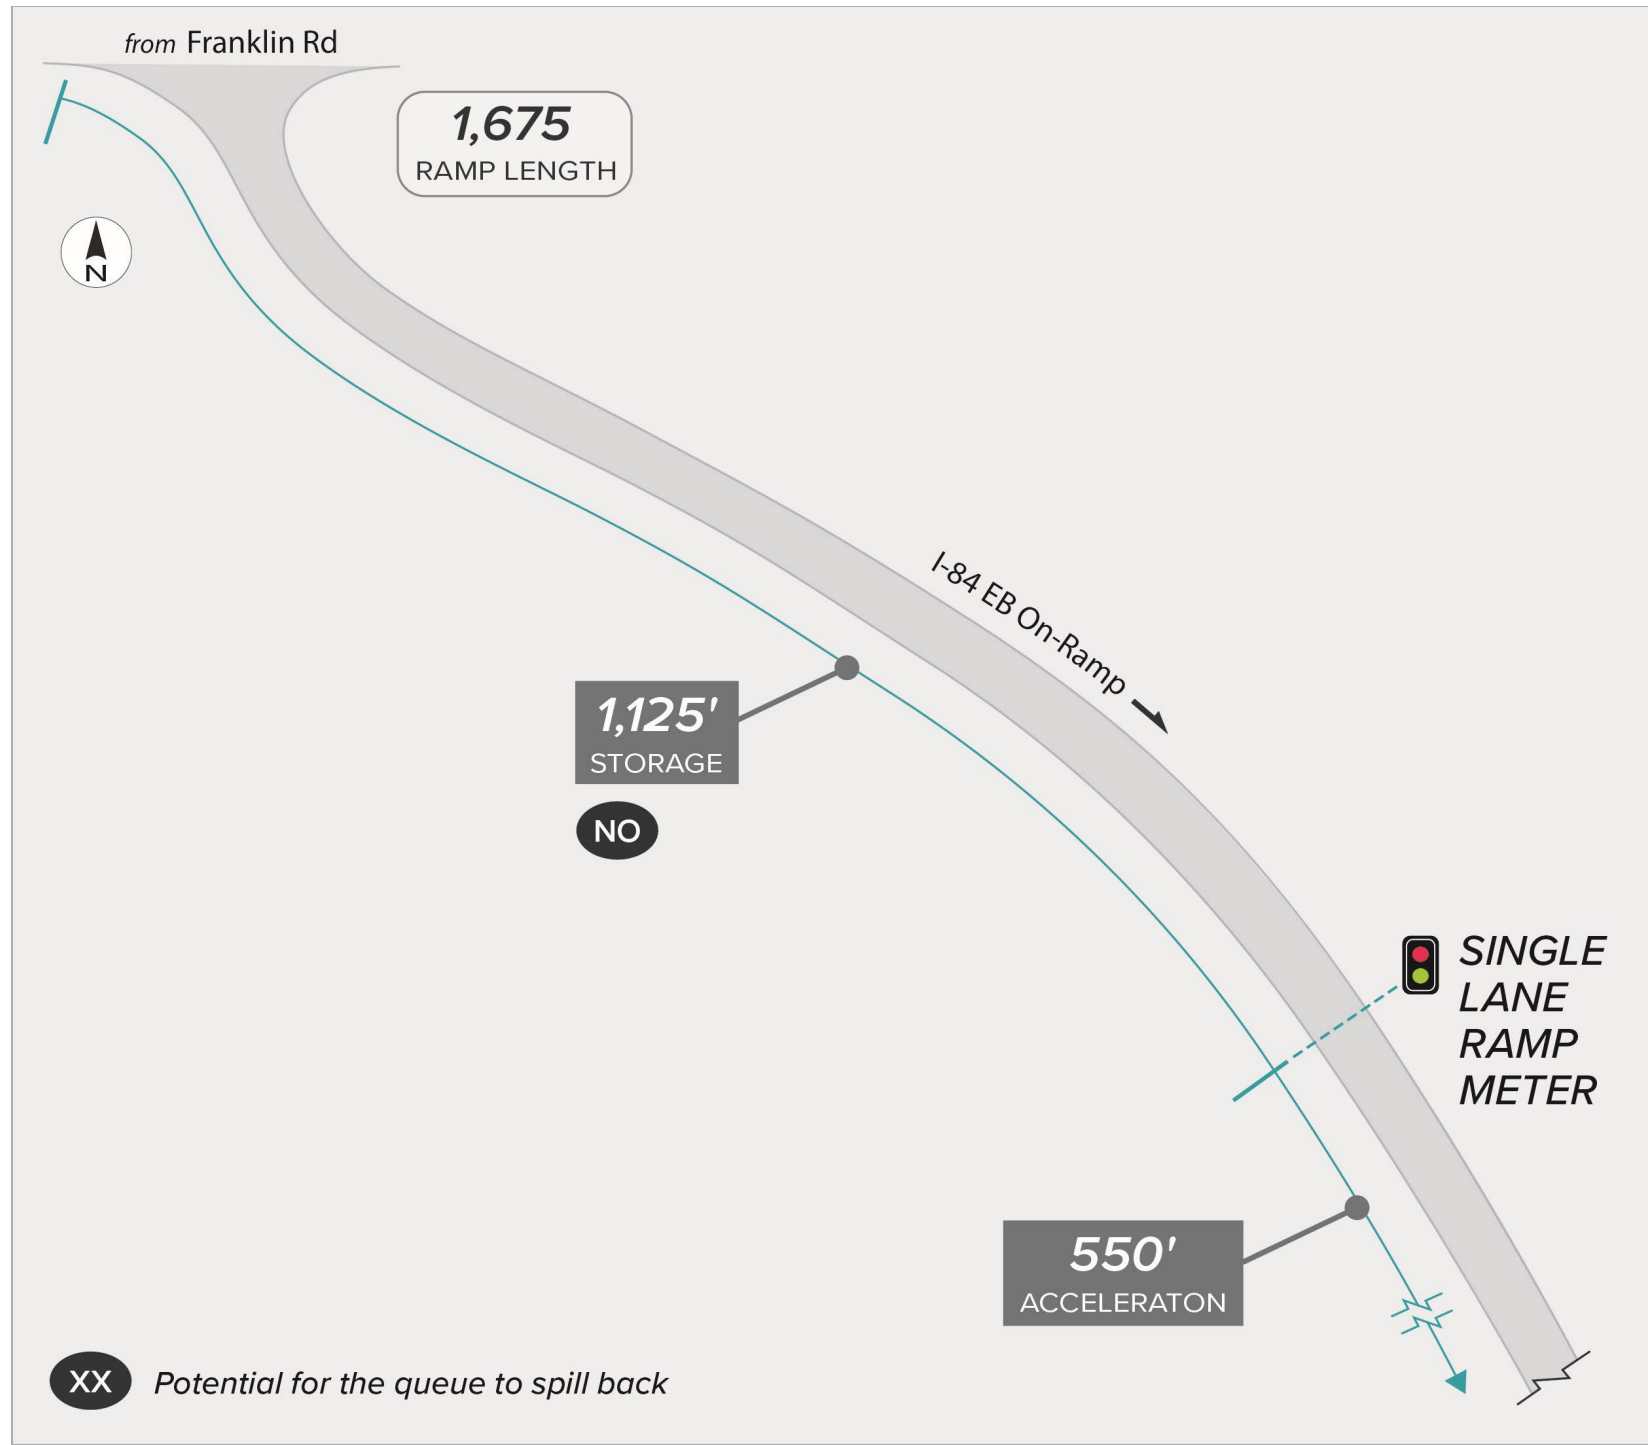 from Franklin Rd
1,675
RAMP LENGTH
N
I-84 EB On-Ramp
1,125'
STORAGE
NO
SINGLE
LANE
RAMP
METER
550'
ACCELERATON
XX Potential for the queue to spill back